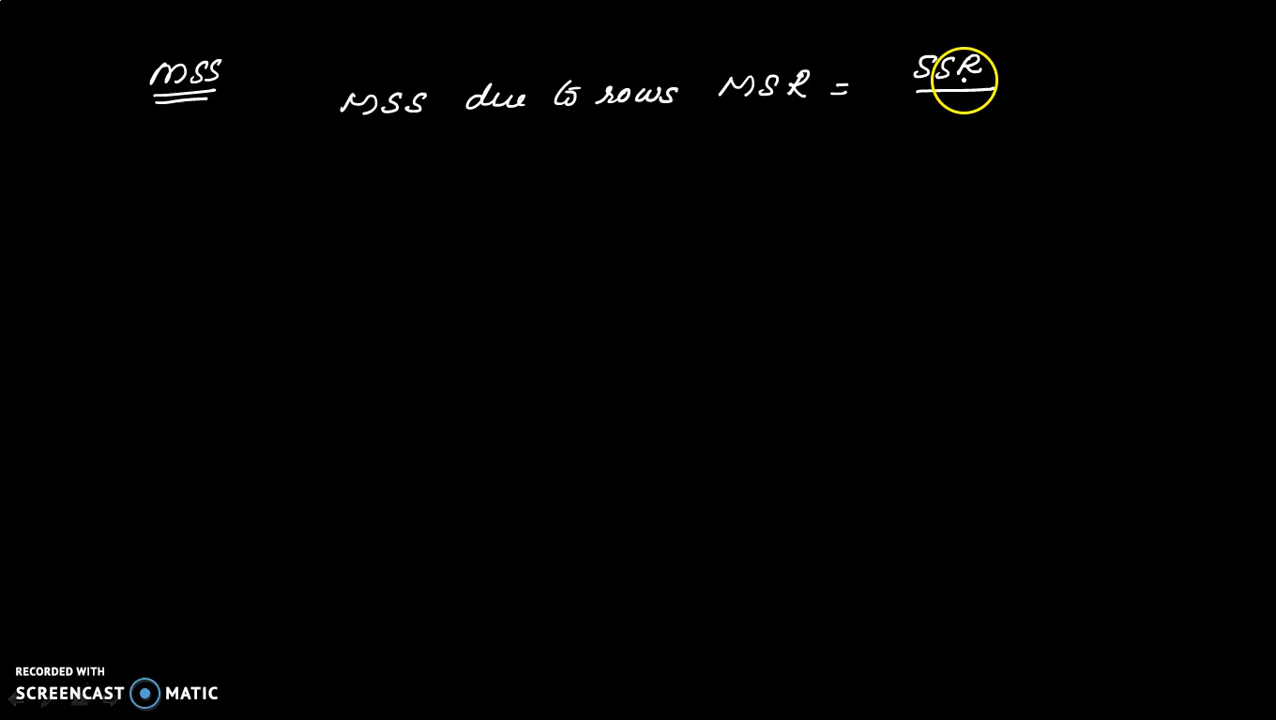 MSS
MSS due to rows MSR = SSR
RECORDED WITH
SCREENCAST MATIC